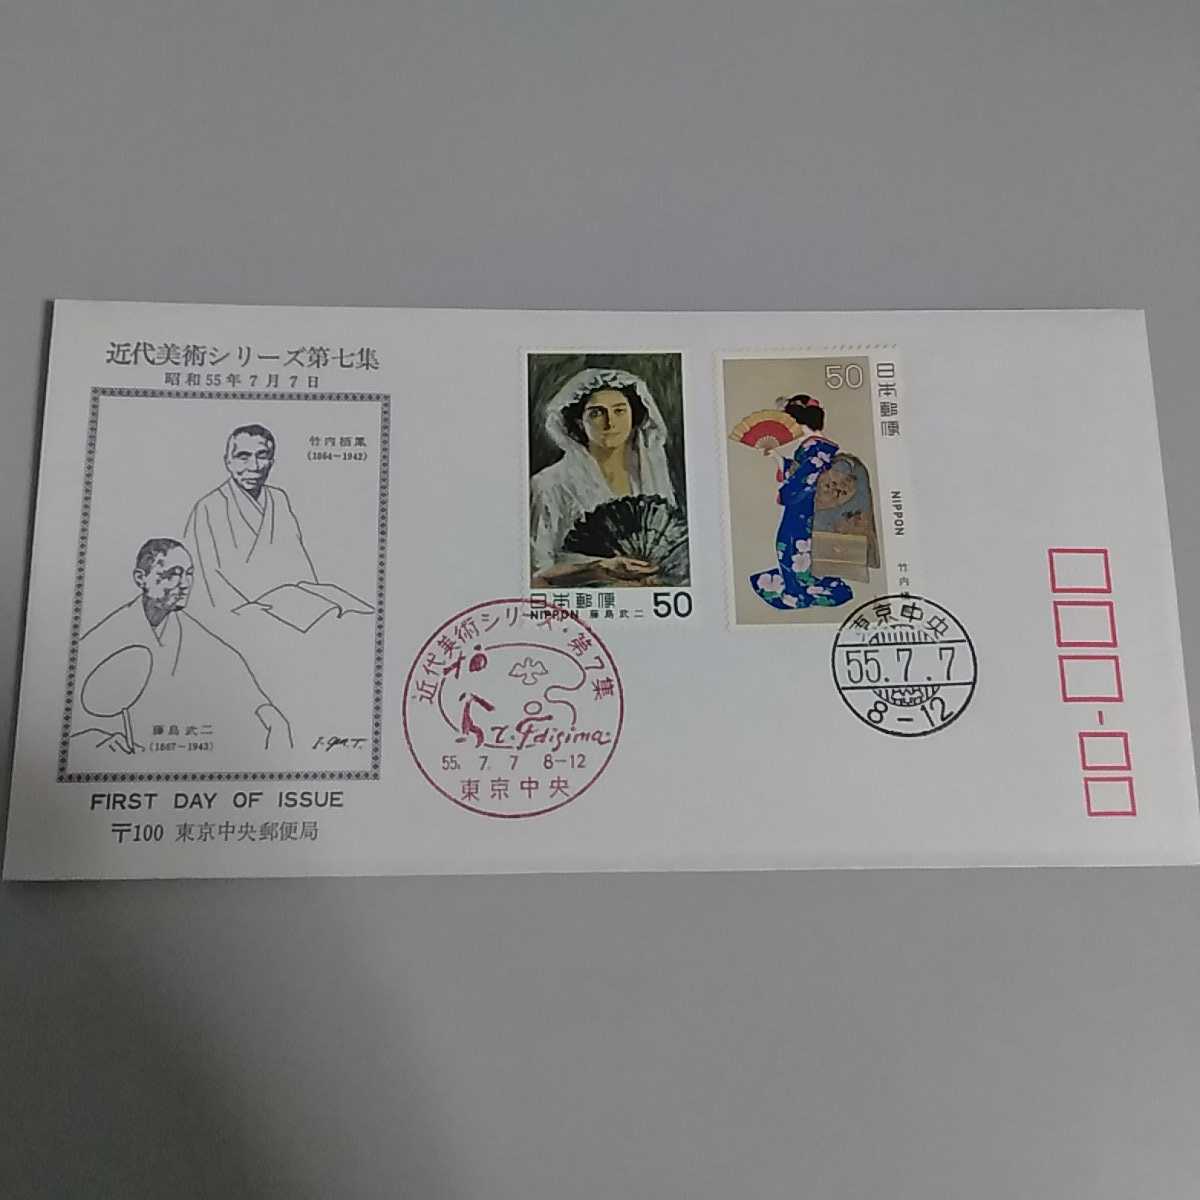 近代美術シリーズ第七集
昭和55年7月7日
竹内栖鳳
(1864~1942)
藤島武二
(1867~1943)
FIRST DAY OF ISSUE
〒100 東京中央郵便局
日本郵便 50
NIPPON 藤島武二
50
日本郵便
NIPPON
竹内
近代美術シリーズ・第7集
55. 7. 7 8-12
東京中央
東京中央
55.7.7
8-12